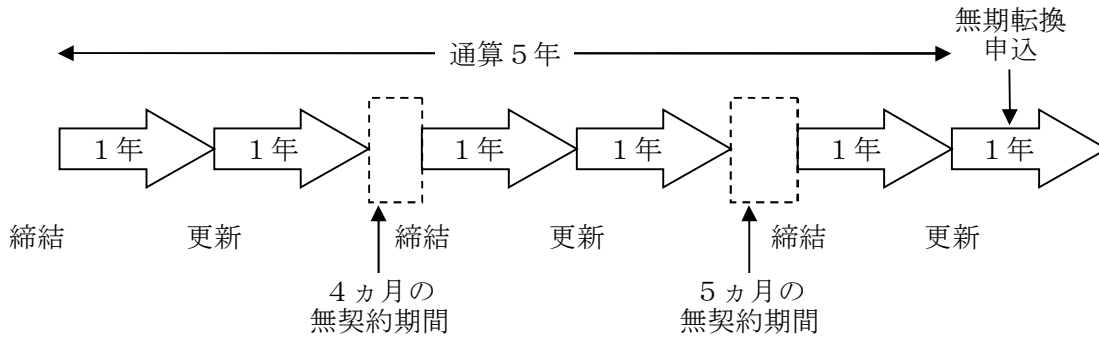 無期転換
申込
通算５年
１年
１年
１年
１年
１年
１年
締結
更新
締結
更新
締結
更新
４ヵ月の
無契約期間
５ヵ月の
無契約期間